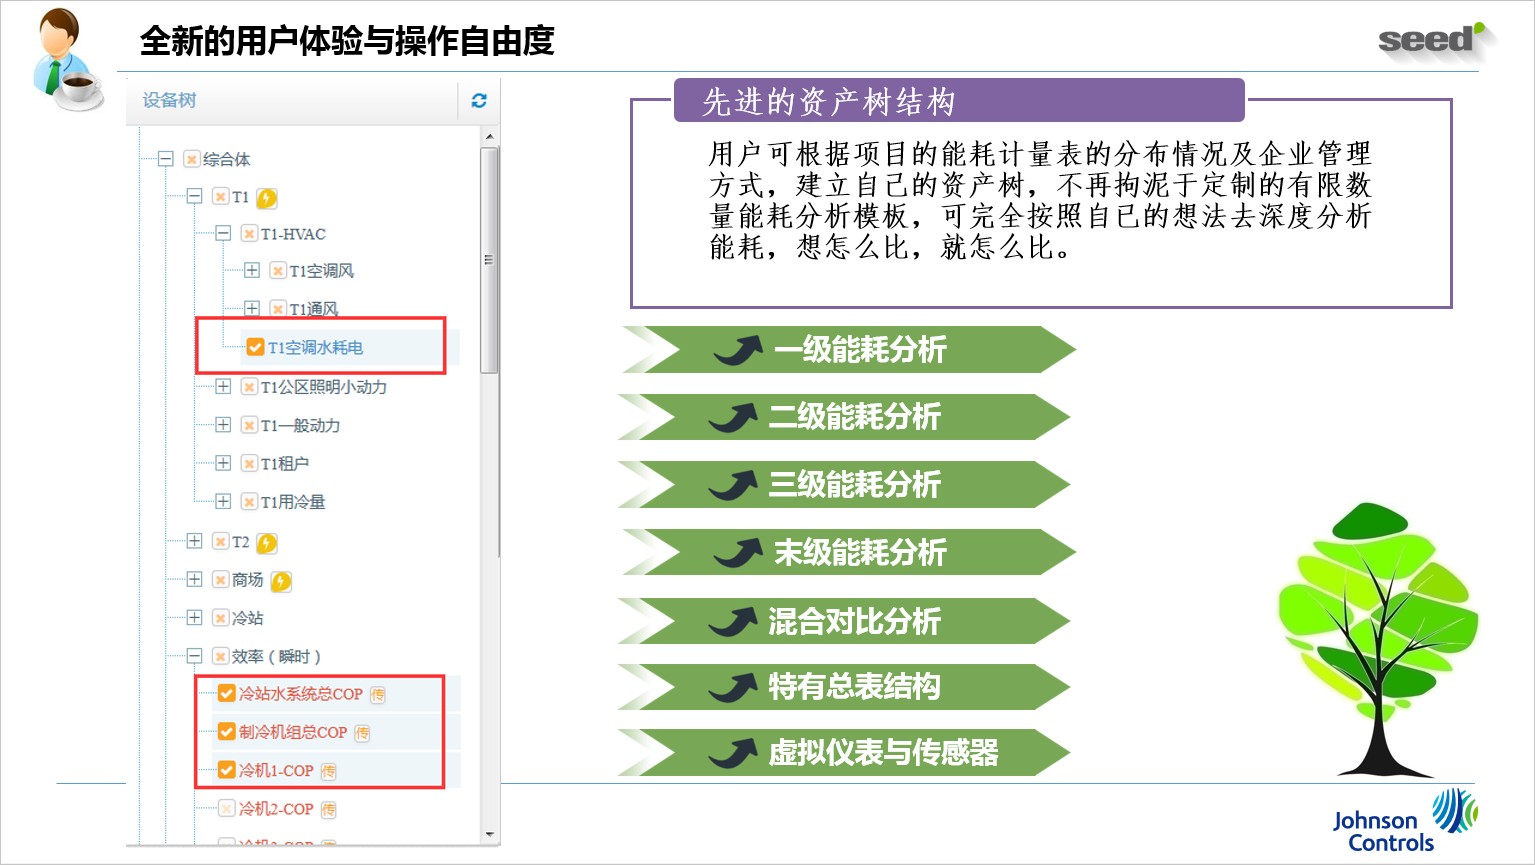 全新的用户体验与操作自由度
seed
设备树
综合体
T1
T1-HVAC
T1空调风
T1通风
T1空调水耗电
T1公区照明小动力
T1一般动力
T1租户
T1用冷量
T2
商场
冷站
效率（瞬时）
冷站水系统总COP 传
制冷机组总COP 传
冷机1-COP 传
冷机2-COP 传
先进的资产树结构
用户可根据项目的能耗计量表的分布情况及企业管理
方式，建立自己的资产树，不再拘泥于定制的有限数
量能耗分析模板，可完全按照自己的想法去深度分析
能耗，想怎么比，就怎么比。
一级能耗分析
二级能耗分析
三级能耗分析
末级能耗分析
混合对比分析
特有总表结构
虚拟仪表与传感器
Johnson
Controls